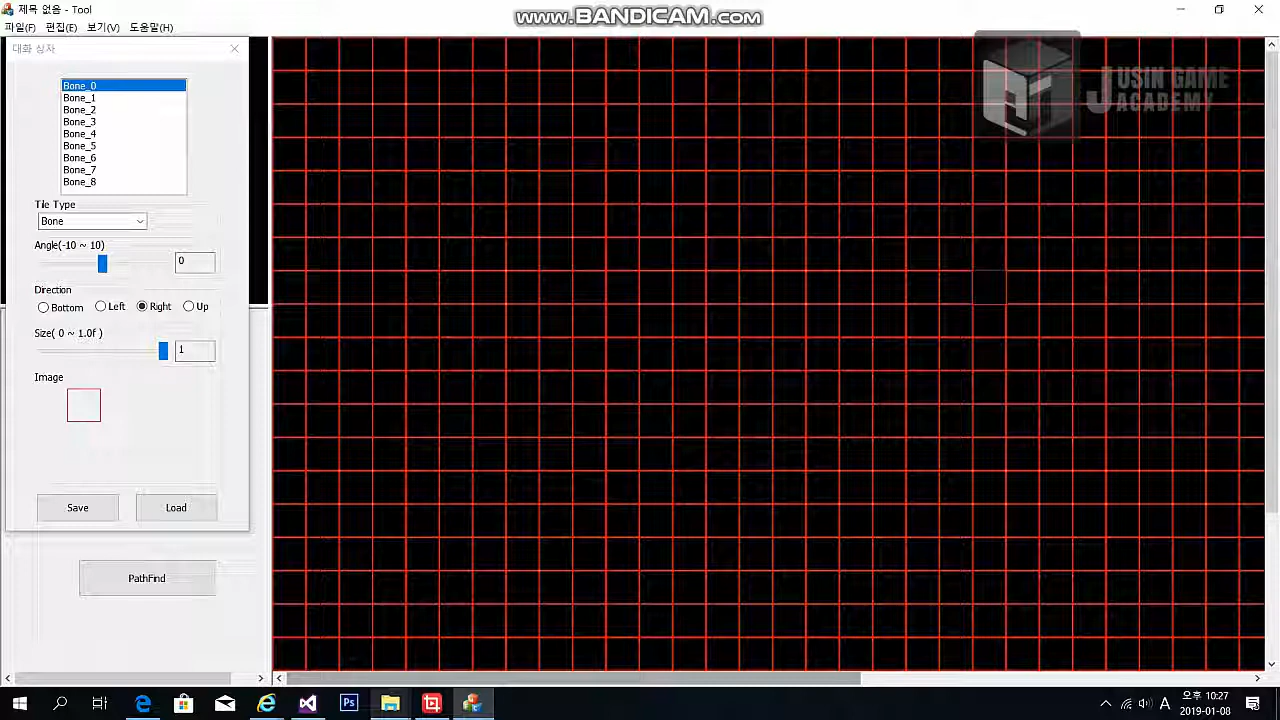 제목 없음 - Tool
www.BANDICAM.com
파일(F) 편집(E) 보기(V) 도움말(H)
대화 상자
JUSIN GAME
ACADEMY
Bone_0
Bone_1
Bone_2
Bone_3
Bone_4
Bone_5
Bone_6
Bone_7
Bone_8
Tile Type
Bone
Angle(-10 ~ 10)
0
Direction
Bottom Left Right Up
Size( 0 ~ 1.0f )
1
Image
Save Load
PathFind
Ps
A
오후 10:27
2019-01-08